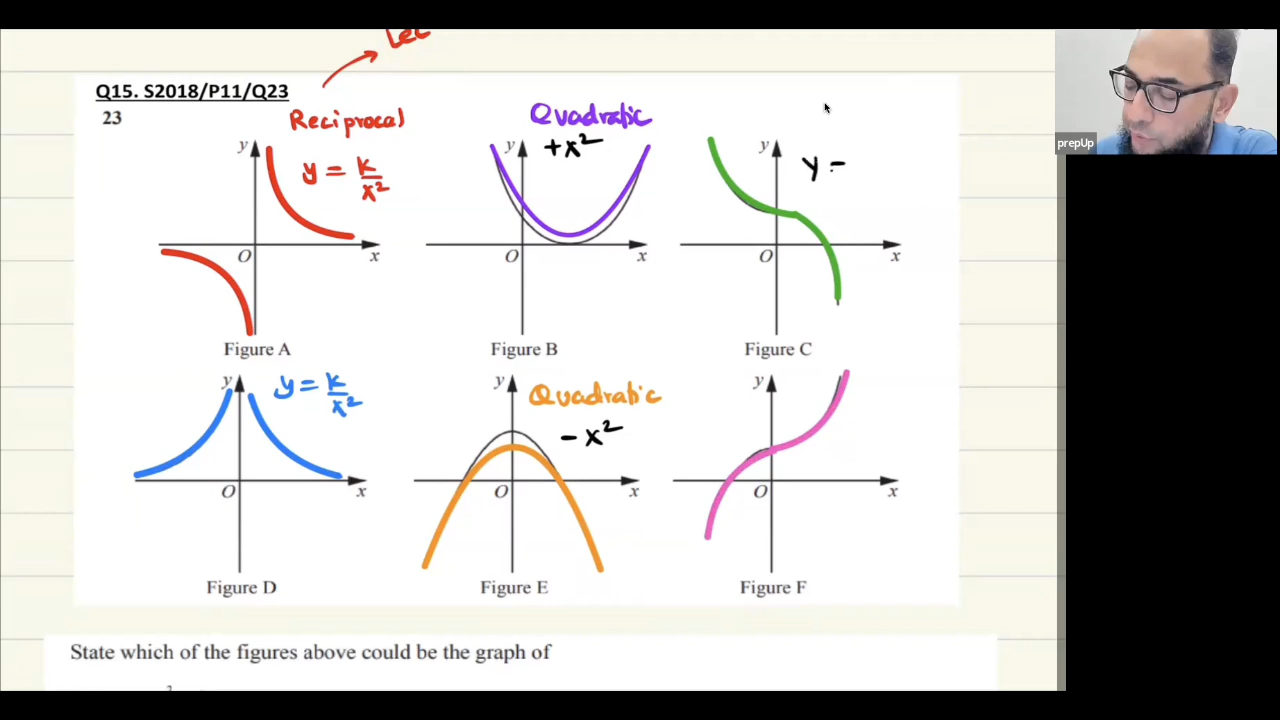 Lec
Q15. S2018/P11/Q23
23
Reciprocal
y = k/x²
y
O
x
Figure A
Quadratic
+x²
y
O
x
Figure B
y =
y
O
x
Figure C
y = k/x²
y
O
x
Figure D
Quadratic
-x²
y
O
x
Figure E
y
O
x
Figure F
prepUp
State which of the figures above could be the graph of